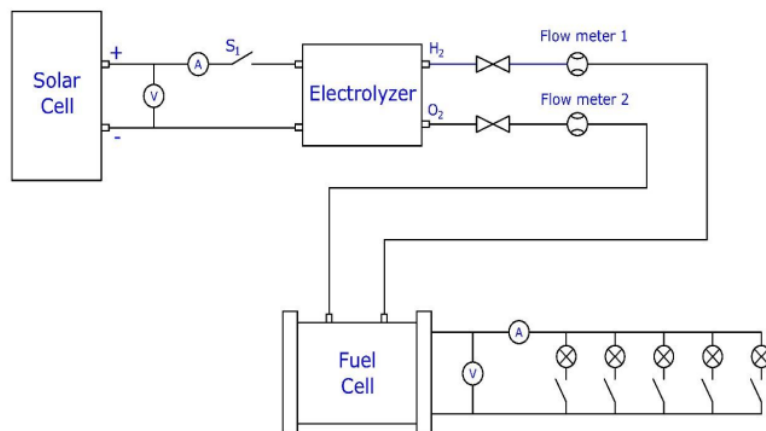 Solar
Cell
+
-
V
A
S₁
Electrolyzer
H₂
O₂
Flow meter 1
Flow meter 2
Fuel
Cell
V
A